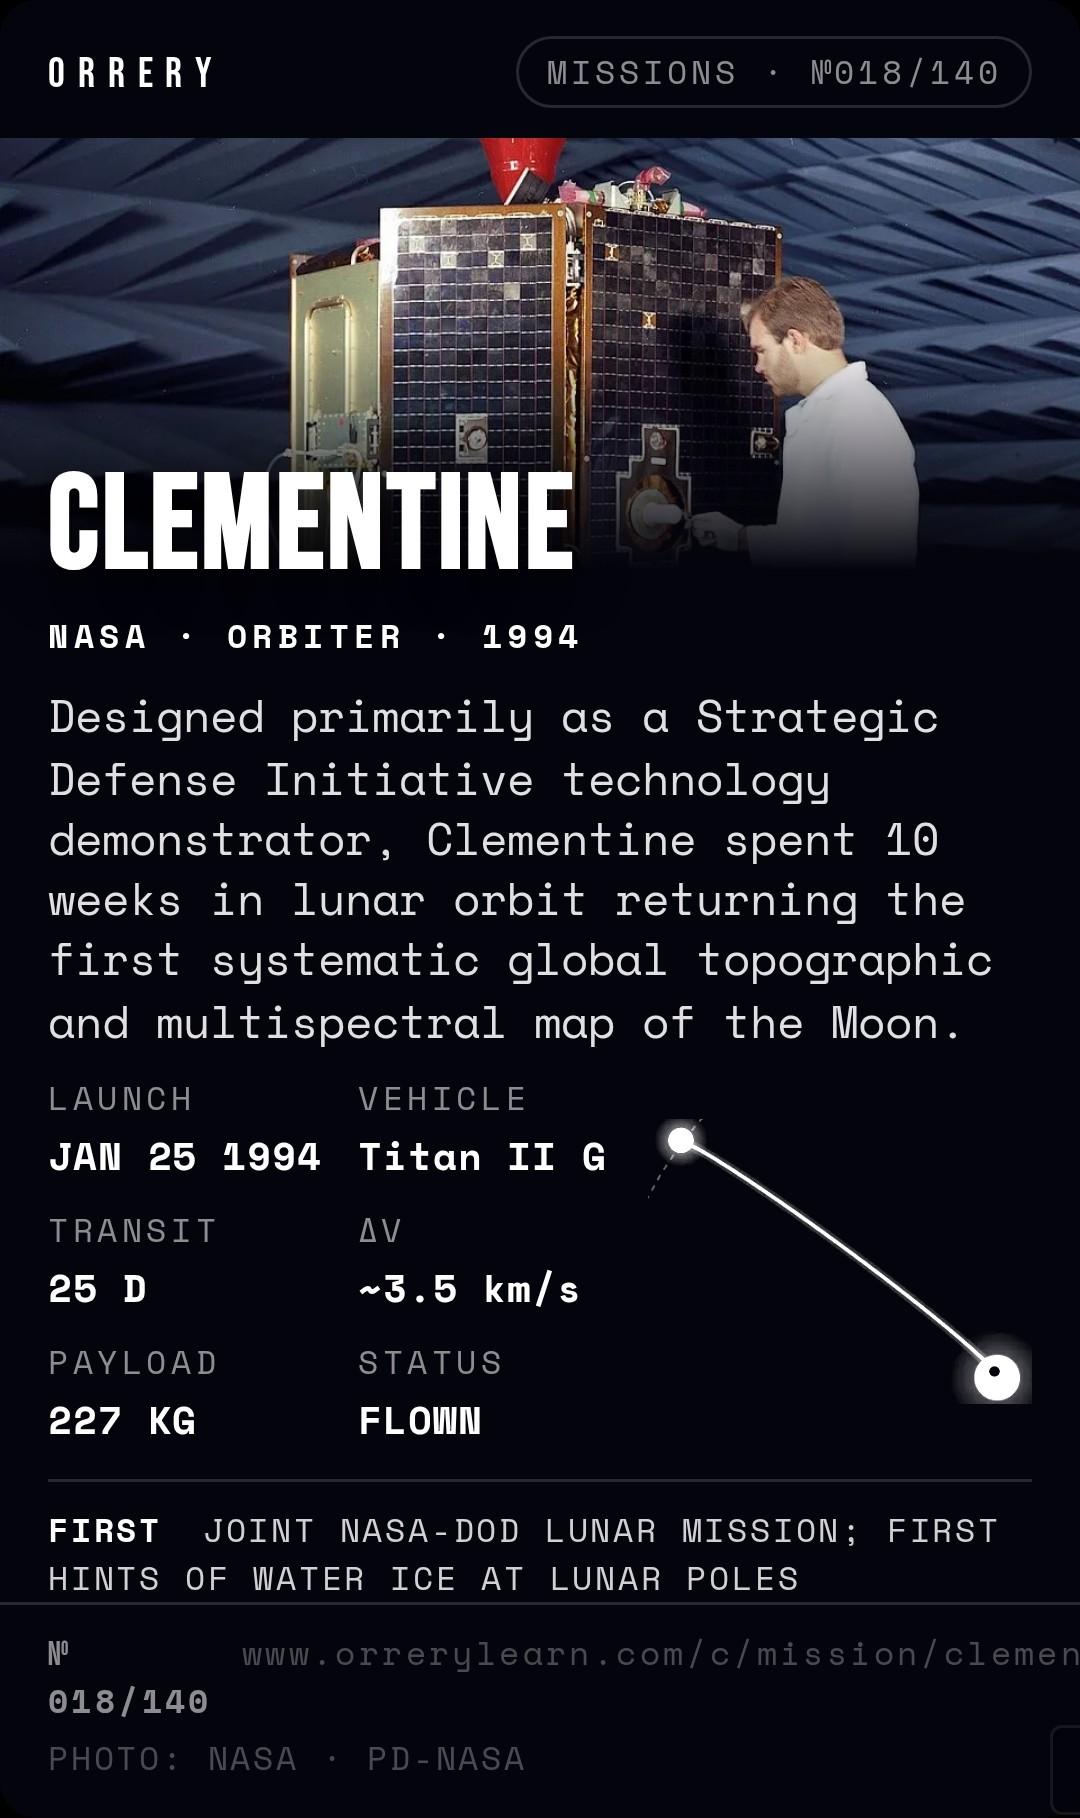 ORRERY
MISSIONS · №018/140
CLEMENTINE
NASA · ORBITER · 1994
Designed primarily as a Strategic
Defense Initiative technology
demonstrator, Clementine spent 10
weeks in lunar orbit returning the
first systematic global topographic
and multispectral map of the Moon.
LAUNCH VEHICLE
JAN 25 1994 Titan II G
TRANSIT ΔV
25 D ~3.5 km/s
PAYLOAD STATUS
227 KG FLOWN
FIRST JOINT NASA-DOD LUNAR MISSION; FIRST
HINTS OF WATER ICE AT LUNAR POLES
№ www.orrerylearn.com/c/mission/clemen
018/140
PHOTO: NASA · PD-NASA